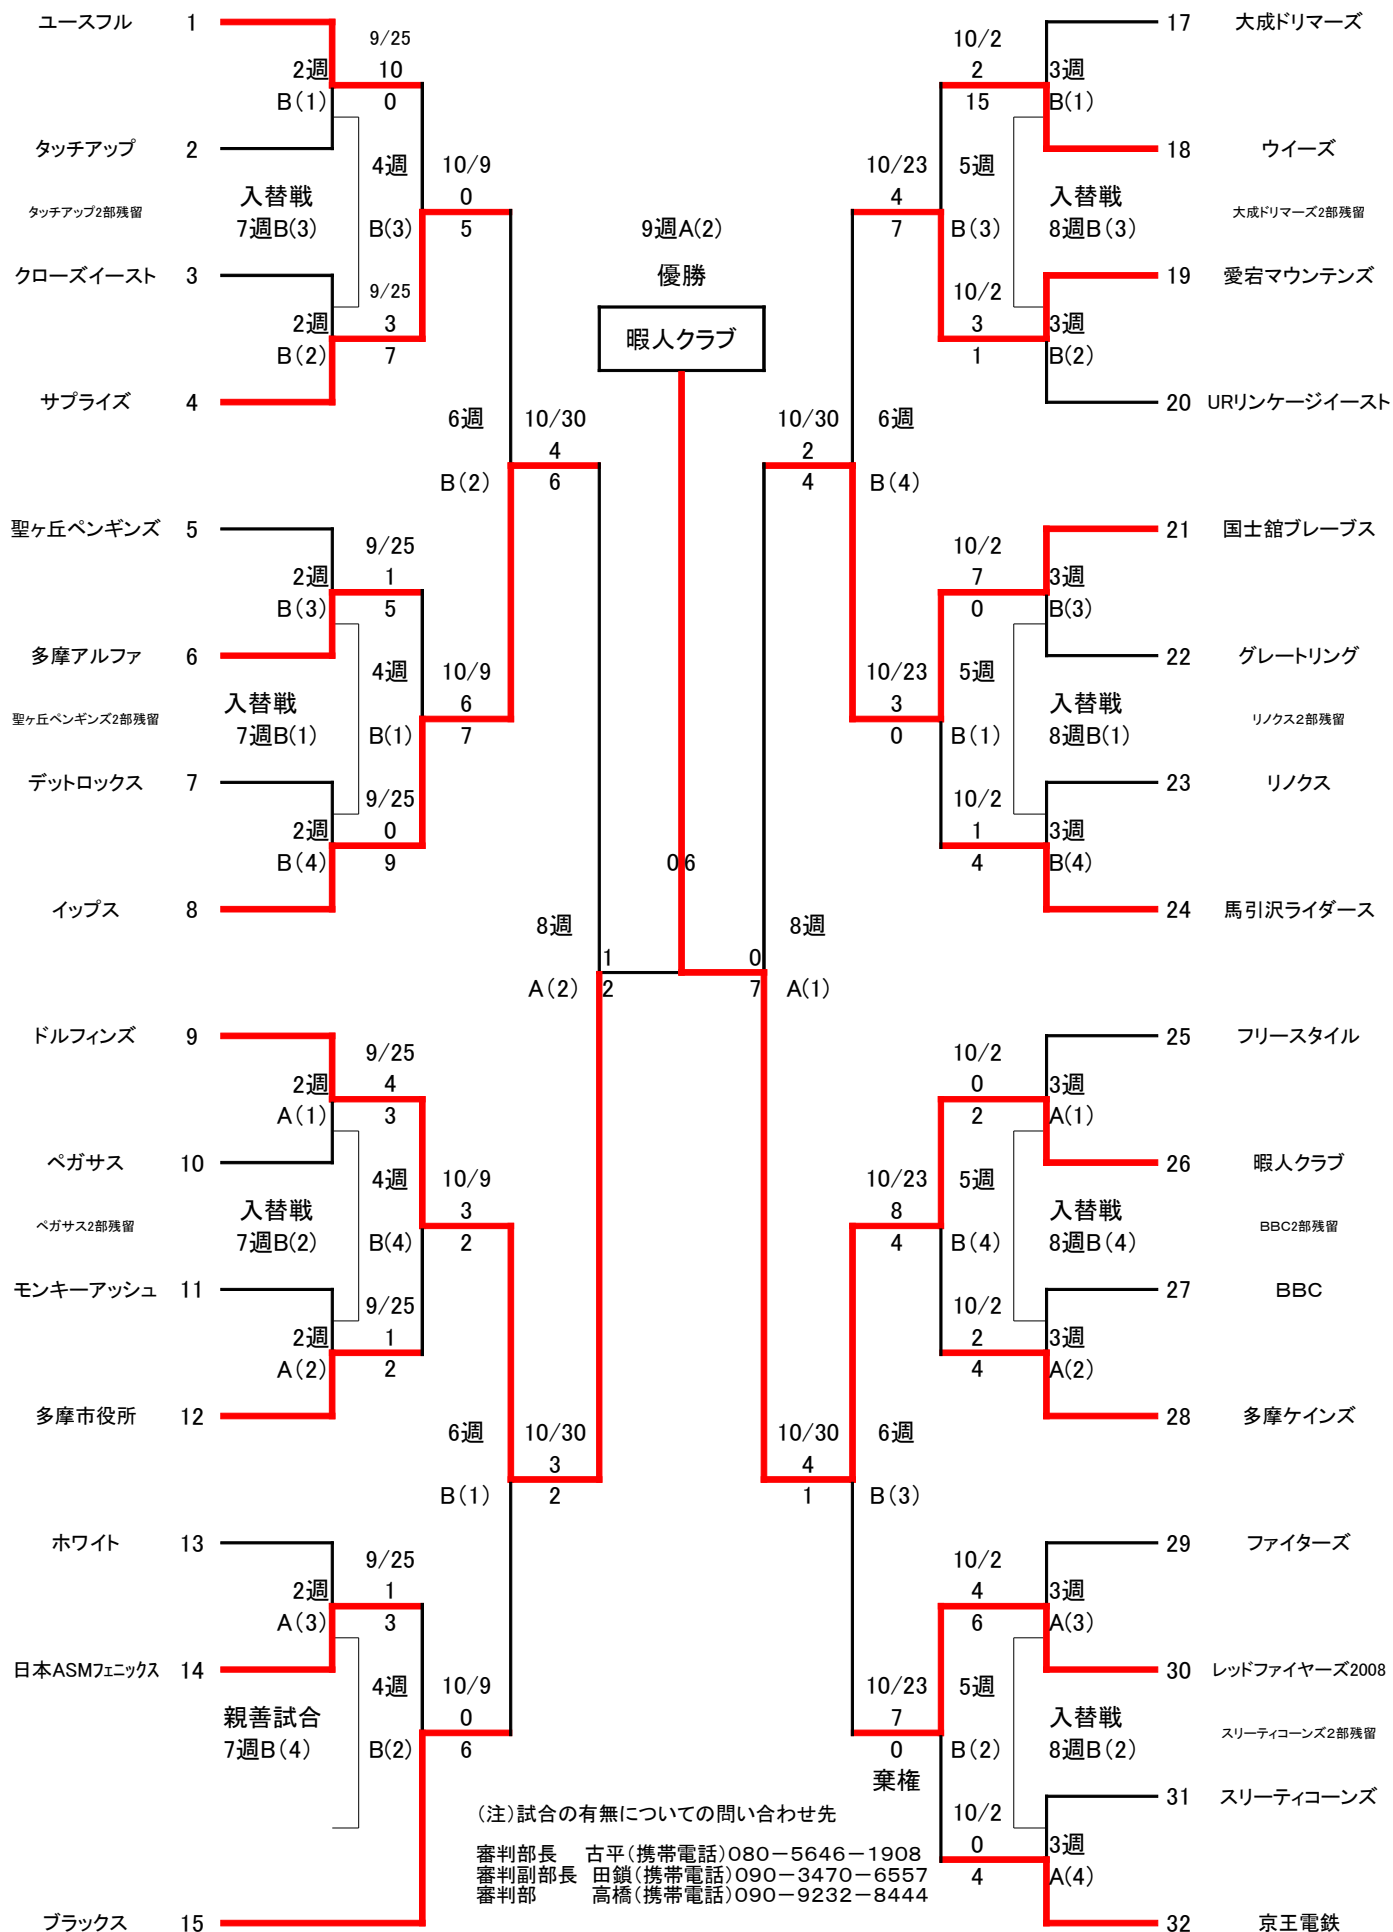 ユースフル 1
9/25
2週 10
B(1) 0
タッチアップ 2
4週 10/9
入替戦 0
タッチアップ2部残留
7週B(3) B(3) 5
クローズイースト 3
9/25
2週 3
B(2) 7
サプライズ 4
6週 10/30
4
B(2) 6
聖ヶ丘ペンギンズ 5
9/25
2週 1
B(3) 5
多摩アルファ 6
4週 10/9
入替戦 6
聖ヶ丘ペンギンズ2部残留
7週B(1) B(1) 7
デットロックス 7
9/25
2週 0
B(4) 9
イップス 8
8週
1
A(2) 2
ドルフィンズ 9
9/25
2週 4
A(1) 3
ペガサス 10
4週 10/9
入替戦 3
ペガサス2部残留
7週B(2) B(4) 2
モンキーアッシュ 11
9/25
2週 1
A(2) 2
多摩市役所 12
6週 10/30
3
B(1) 2
ホワイト 13
9/25
2週 1
A(3) 3
日本ASMフェニックス 14
4週 10/9
親善試合 0
7週B(4) B(2) 6
ブラックス 15
9週A(2)
優勝
暇人クラブ
0 6
17 大成ドリマーズ
10/2
2 3週
15 B(1)
18 ウイーズ
10/23 5週
4 入替戦
大成ドリマーズ2部残留
7 B(3) 8週B(3)
19 愛宕マウンテンズ
10/2
3 3週
1 B(2)
20 URリンケージイースト
10/30 6週
2
4 B(4)
21 国士舘ブレーブス
10/2
7 3週
0 B(3)
22 グレートリング
10/23 5週
3 入替戦
リノクス2部残留
0 B(1) 8週B(1)
23 リノクス
10/2
1 3週
4 B(4)
24 馬引沢ライダース
8週
0
7 A(1)
25 フリースタイル
10/2
0 3週
2 A(1)
26 暇人クラブ
10/23 5週
8 入替戦
BBC2部残留
4 B(4) 8週B(4)
27 BBC
10/2
2 3週
4 A(2)
28 多摩ケインズ
10/30 6週
4
1 B(3)
29 ファイターズ
10/2
4 3週
6 A(3)
30 レッドファイヤーズ2008
10/23 5週
7 入替戦
スリーティコーンズ2部残留
0 B(2) 8週B(2)
棄権
31 スリーティコーンズ
10/2
0 3週
4 A(4)
32 京王電鉄
(注)試合の有無についての問い合わせ先
審判部長 古平(携帯電話)080-5646-1908
審判副部長 田鎖(携帯電話)090-3470-6557
審判部 高橋(携帯電話)090-9232-8444